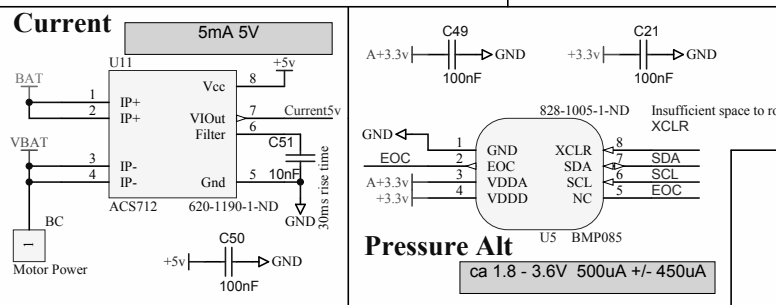 Current
5mA 5V
U11
BAT
1
IP+
2
IP+
VBAT
3
IP-
4
IP-
Vcc
8
+5v
VIOut
7
Current5v
Filter
6
C51
10nF
30ms rise time
Gnd
5
GND
ACS712
620-1190-1-ND
BC
1
Motor Power
C50
+5v
GND
100nF
C49
A+3.3v
GND
100nF
C21
+3.3v
GND
100nF
828-1005-1-ND
Insufficient space to ro
XCLR
GND
1
GND
EOC
2
EOC
A+3.3v
3
VDDA
+3.3v
4
VDDD
XCLR
8
SDA
7
SDA
SCL
6
SCL
NC
5
EOC
U5
BMP085
Pressure Alt
ca 1.8 - 3.6V 500uA +/- 450uA